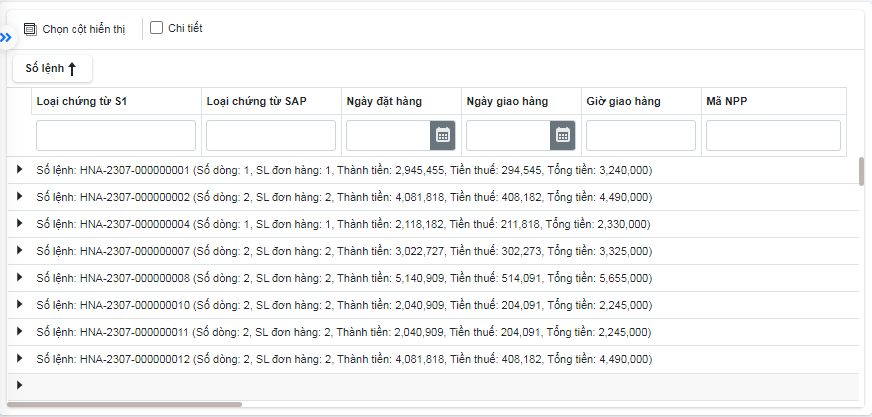 Chọn cột hiển thị Chi tiết
Số lệnh
Loại chứng từ S1 Loại chứng từ SAP Ngày đặt hàng Ngày giao hàng Giờ giao hàng Mã NPP
Số lệnh: HNA-2307-000000001 (Số dòng: 1, SL đơn hàng: 1, Thành tiền: 2,945,455, Tiền thuế: 294,545, Tổng tiền: 3,240,000)
Số lệnh: HNA-2307-000000002 (Số dòng: 2, SL đơn hàng: 2, Thành tiền: 4,081,818, Tiền thuế: 408,182, Tổng tiền: 4,490,000)
Số lệnh: HNA-2307-000000004 (Số dòng: 1, SL đơn hàng: 1, Thành tiền: 2,118,182, Tiền thuế: 211,818, Tổng tiền: 2,330,000)
Số lệnh: HNA-2307-000000007 (Số dòng: 2, SL đơn hàng: 2, Thành tiền: 3,022,727, Tiền thuế: 302,273, Tổng tiền: 3,325,000)
Số lệnh: HNA-2307-000000008 (Số dòng: 2, SL đơn hàng: 2, Thành tiền: 5,140,909, Tiền thuế: 514,091, Tổng tiền: 5,655,000)
Số lệnh: HNA-2307-000000010 (Số dòng: 2, SL đơn hàng: 2, Thành tiền: 2,040,909, Tiền thuế: 204,091, Tổng tiền: 2,245,000)
Số lệnh: HNA-2307-000000011 (Số dòng: 2, SL đơn hàng: 2, Thành tiền: 2,040,909, Tiền thuế: 204,091, Tổng tiền: 2,245,000)
Số lệnh: HNA-2307-000000012 (Số dòng: 2, SL đơn hàng: 2, Thành tiền: 4,081,818, Tiền thuế: 408,182, Tổng tiền: 4,490,000)